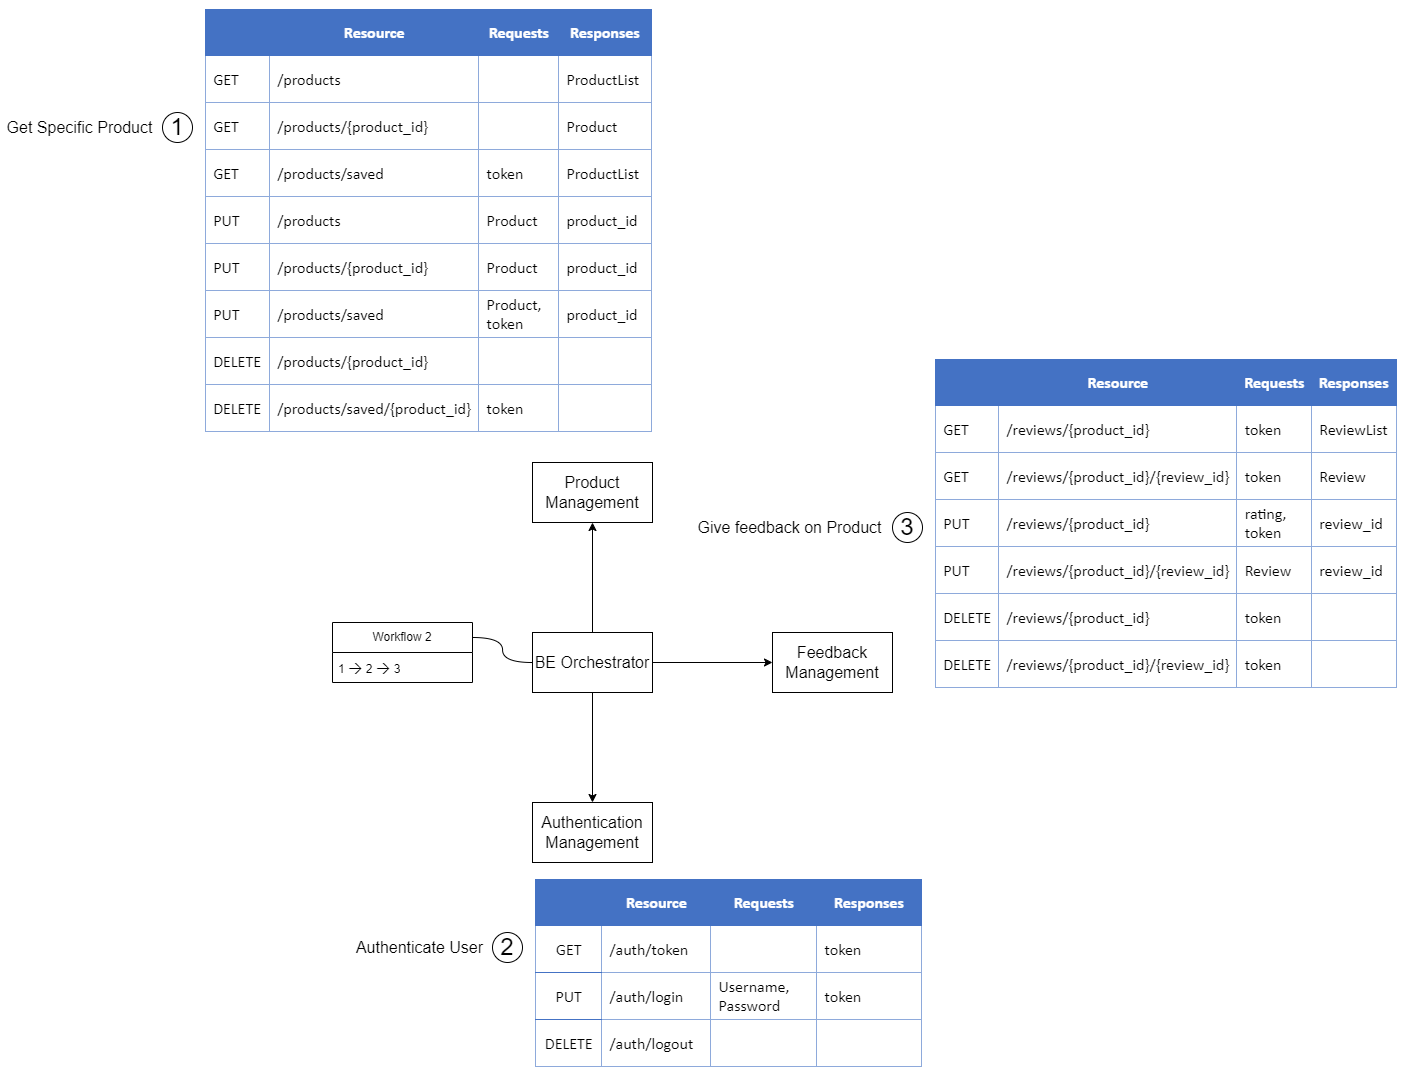 Resource Requests Responses
GET /products ProductList
Get Specific Product 1
GET /products/{product_id} Product
GET /products/saved token ProductList
PUT /products Product product_id
PUT /products/{product_id} Product product_id
PUT /products/saved Product, token product_id
DELETE /products/{product_id}
DELETE /products/saved/{product_id} token
Product
Management
Resource Requests Responses
GET /reviews/{product_id} token ReviewList
GET /reviews/{product_id}/{review_id} token Review
Give feedback on Product 3
PUT /reviews/{product_id} rating, token review_id
PUT /reviews/{product_id}/{review_id} Review review_id
DELETE /reviews/{product_id} token
DELETE /reviews/{product_id}/{review_id} token
Workflow 2
1 → 2 → 3
BE Orchestrator
Feedback
Management
Authentication
Management
Resource Requests Responses
Authenticate User 2
GET /auth/token token
PUT /auth/login Username, Password token
DELETE /auth/logout